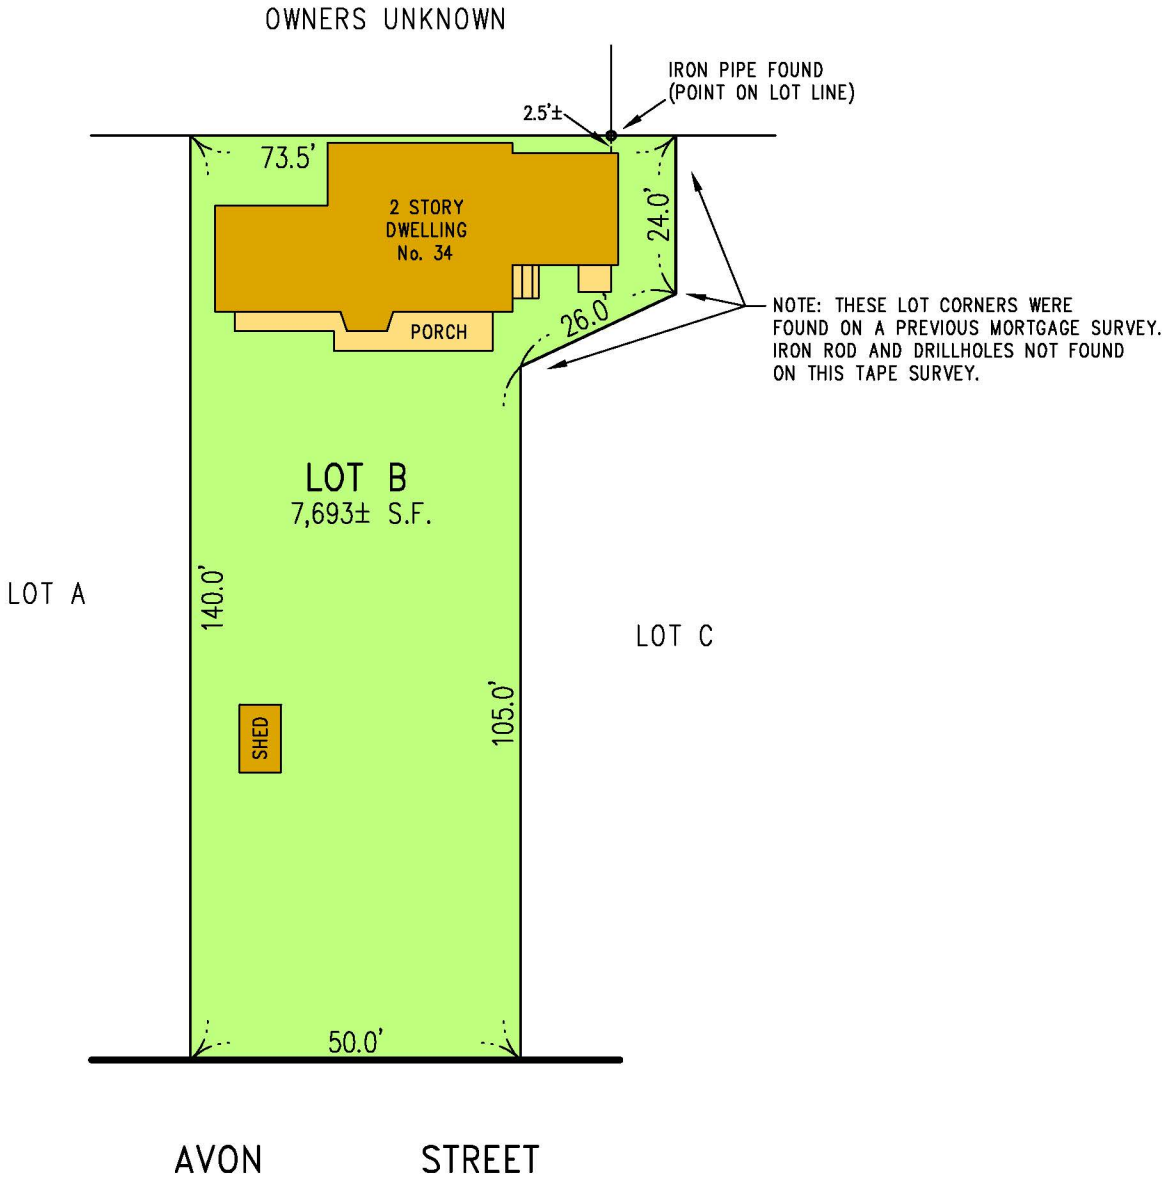 OWNERS UNKNOWN
IRON PIPE FOUND
(POINT ON LOT LINE)
2.5'±
73.5'
2 STORY
DWELLING
No. 34
24.0'
26.0'
PORCH
NOTE: THESE LOT CORNERS WERE
FOUND ON A PREVIOUS MORTGAGE SURVEY.
IRON ROD AND DRILLHOLES NOT FOUND
ON THIS TAPE SURVEY.
LOT B
7,693± S.F.
LOT A
140.0'
LOT C
105.0'
SHED
50.0'
AVON STREET